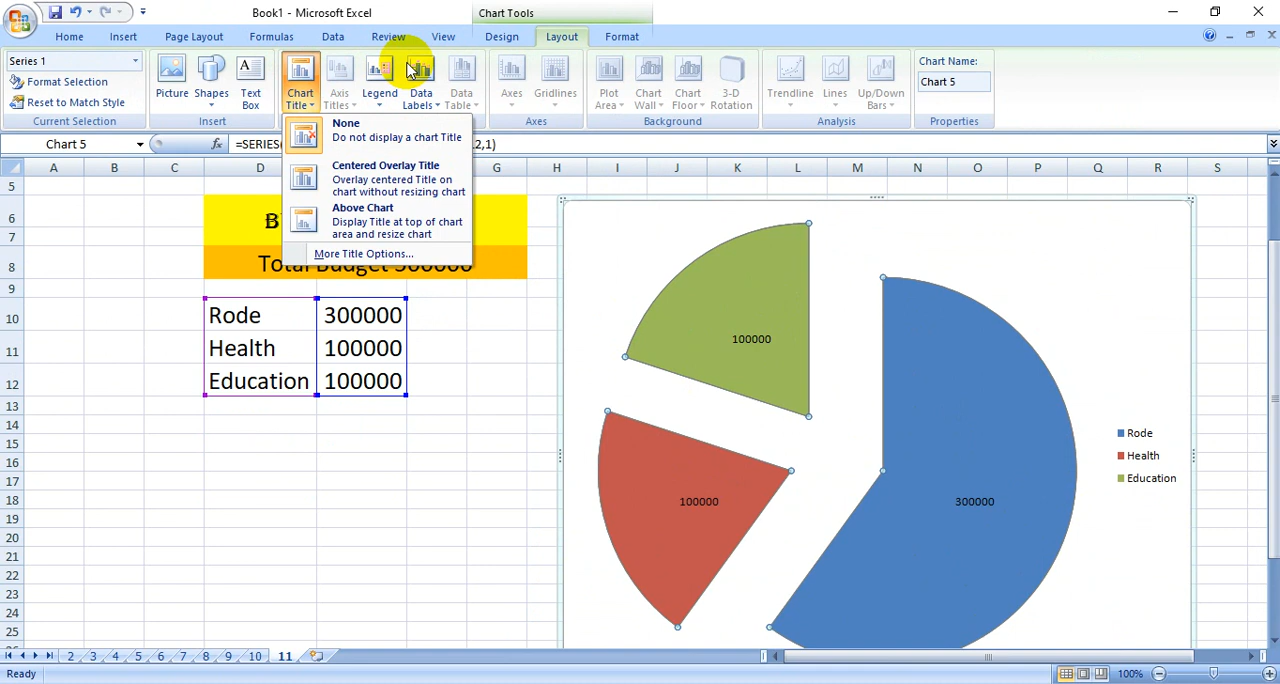 Book1 - Microsoft Excel
Chart Tools
Home Insert Page Layout Formulas Data Review View Design Layout Format
Series 1
Format Selection
Reset to Match Style
Current Selection
Picture Shapes Text Box
Insert
Chart Title Axis Titles Legend Data Labels Data Table
Axes Gridlines
Axes
Plot Area Chart Wall Chart Floor 3-D Rotation
Background
Trendline Lines Up/Down Bars
Analysis
Chart Name:
Chart 5
Properties
None
Do not display a chart Title
Centered Overlay Title
Overlay centered Title on
chart without resizing chart
Above Chart
Display Title at top of chart
area and resize chart
More Title Options...
Chart 5 fx =SERIES( 2,1)
A B C D G H I J K L M N O P Q R S
5
6
7
8
9
10
11
12
13
14
15
16
17
18
19
20
21
22
23
24
25
Total Budget 500000
Rode 300000
Health 100000
Education 100000
100000
100000
300000
Rode
Health
Education
2 3 4 5 6 7 8 9 10 11
Ready
100%